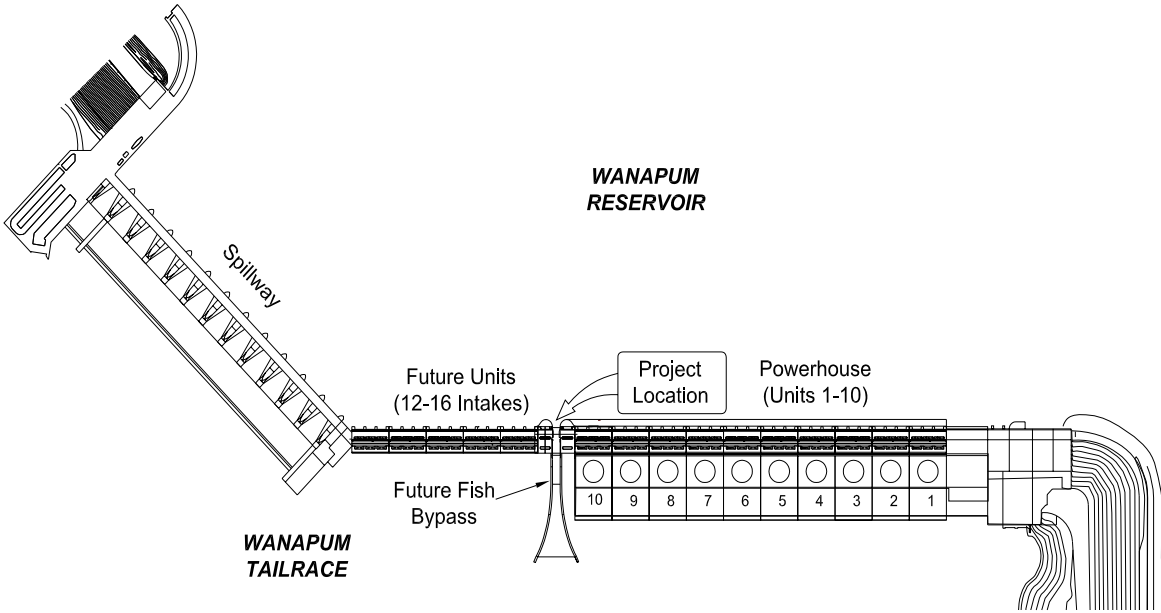 WANAPUM
RESERVOIR
Spillway
Future Units
(12-16 Intakes)
Project
Location
Powerhouse
(Units 1-10)
Future Fish
Bypass
10 9 8 7 6 5 4 3 2 1
WANAPUM
TAILRACE